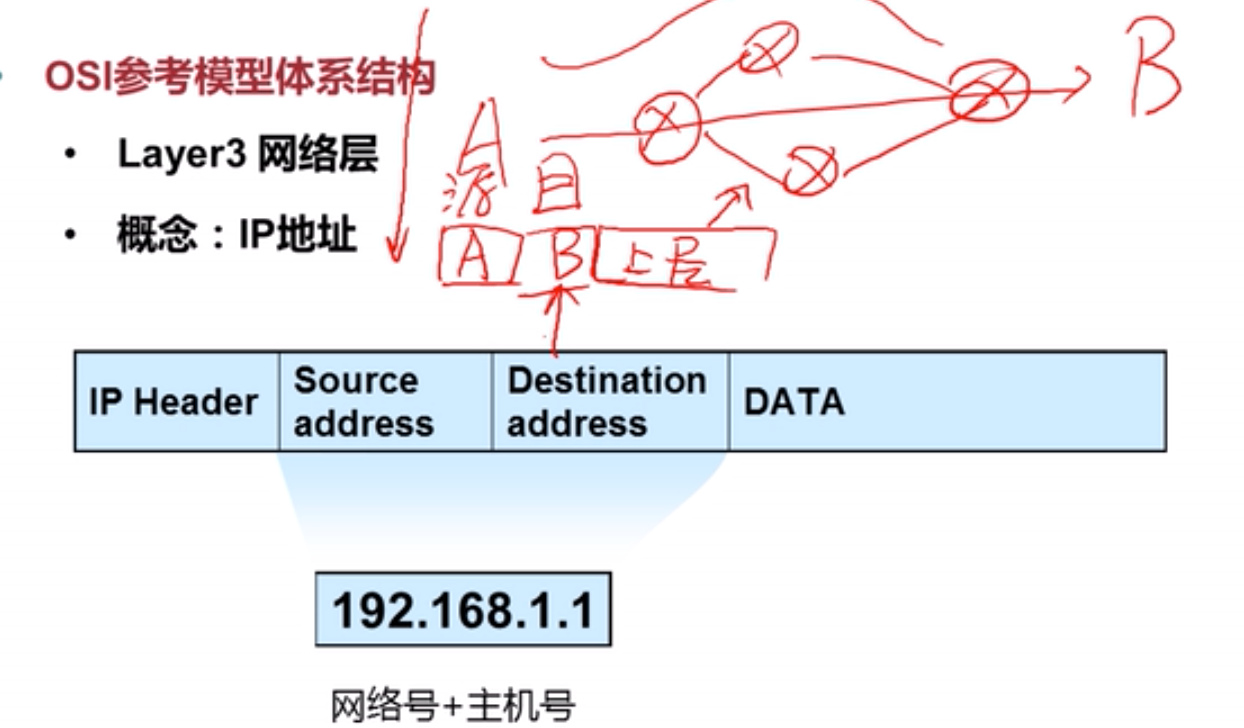 OSI参考模型体系结构
B
• Layer3 网络层
A
源 目
• 概念：IP地址
A B 上层
IP Header Source address Destination address DATA
192.168.1.1
网络号+主机号